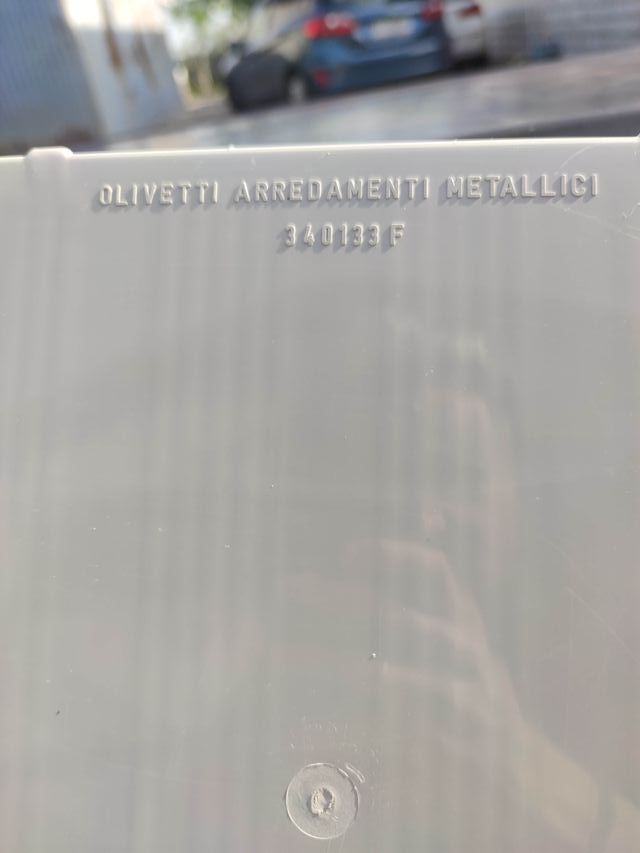 OLIVETTI ARREDAMENTI METALLICI
340133 F